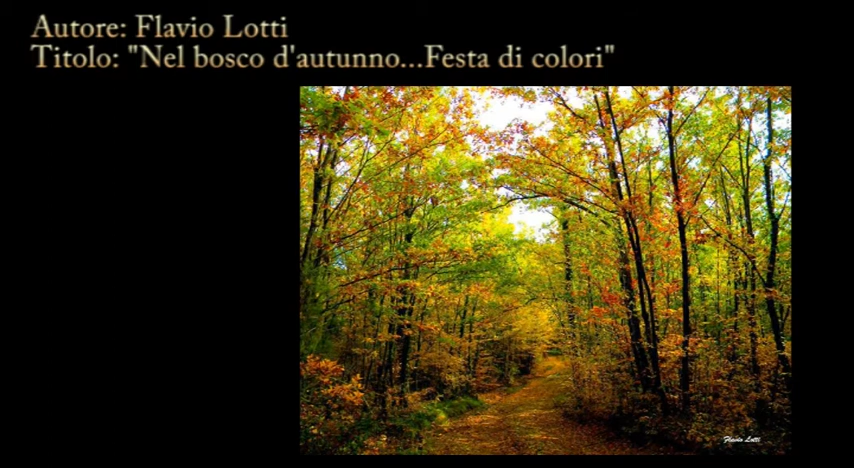 Autore: Flavio Lotti
Titolo: "Nel bosco d'autunno...Festa di colori"
Flavio Lotti